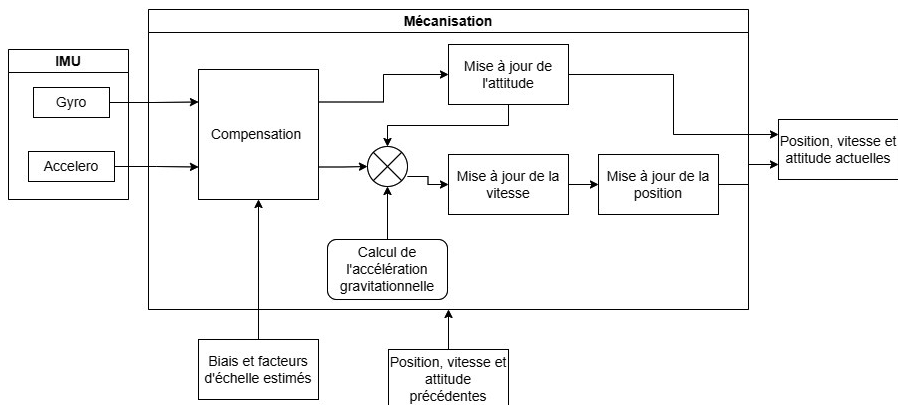 Mécanisation
IMU
Gyro
Accelero
Compensation
Mise à jour de
l'attitude
Mise à jour de la
vitesse
Mise à jour de la
position
Position, vitesse et
attitude actuelles
Calcul de
l'accélération
gravitationnelle
Biais et facteurs
d'échelle estimés
Position, vitesse et
attitude
précédentes